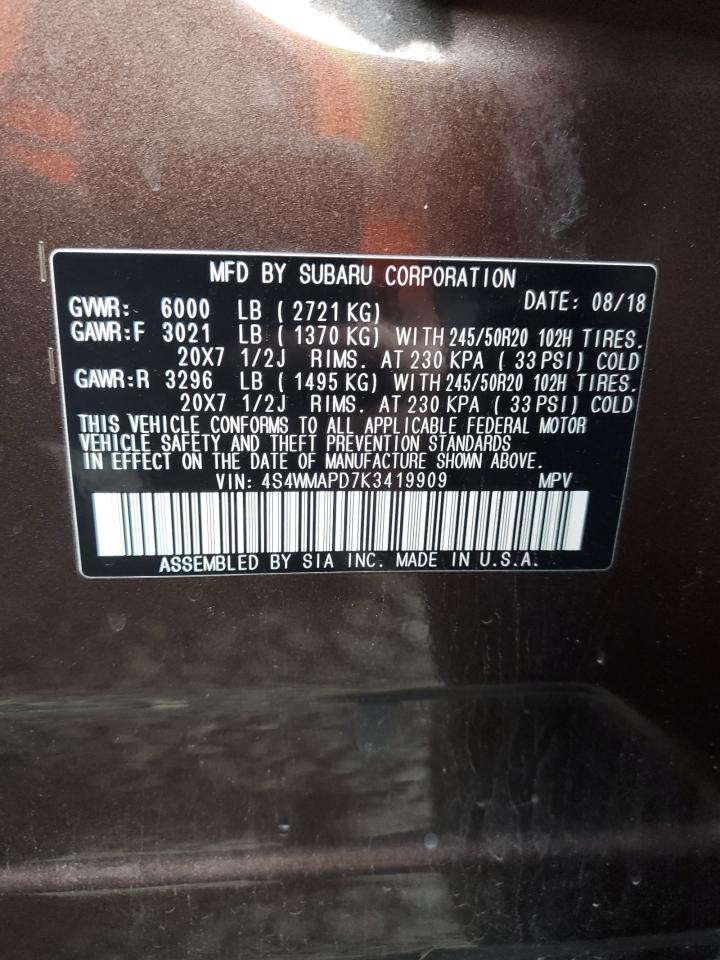 MFD BY SUBARU CORPORATION
GVWR: 6000 LB ( 2721 KG) DATE: 08/18
GAWR:F 3021 LB ( 1370 KG) WITH 245/50R20 102H TIRES.
20X7 1/2J RIMS. AT 230 KPA ( 33 PSI) COLD
GAWR:R 3296 LB ( 1495 KG) WITH 245/50R20 102H TIRES.
20X7 1/2J RIMS. AT 230 KPA ( 33 PSI) COLD
THIS VEHICLE CONFORMS TO ALL APPLICABLE FEDERAL MOTOR
VEHICLE SAFETY AND THEFT PREVENTION STANDARDS
IN EFFECT ON THE DATE OF MANUFACTURE SHOWN ABOVE.
VIN: 4S4WMAPD7K3419909 MPV
ASSEMBLED BY SIA INC. MADE IN U.S.A.